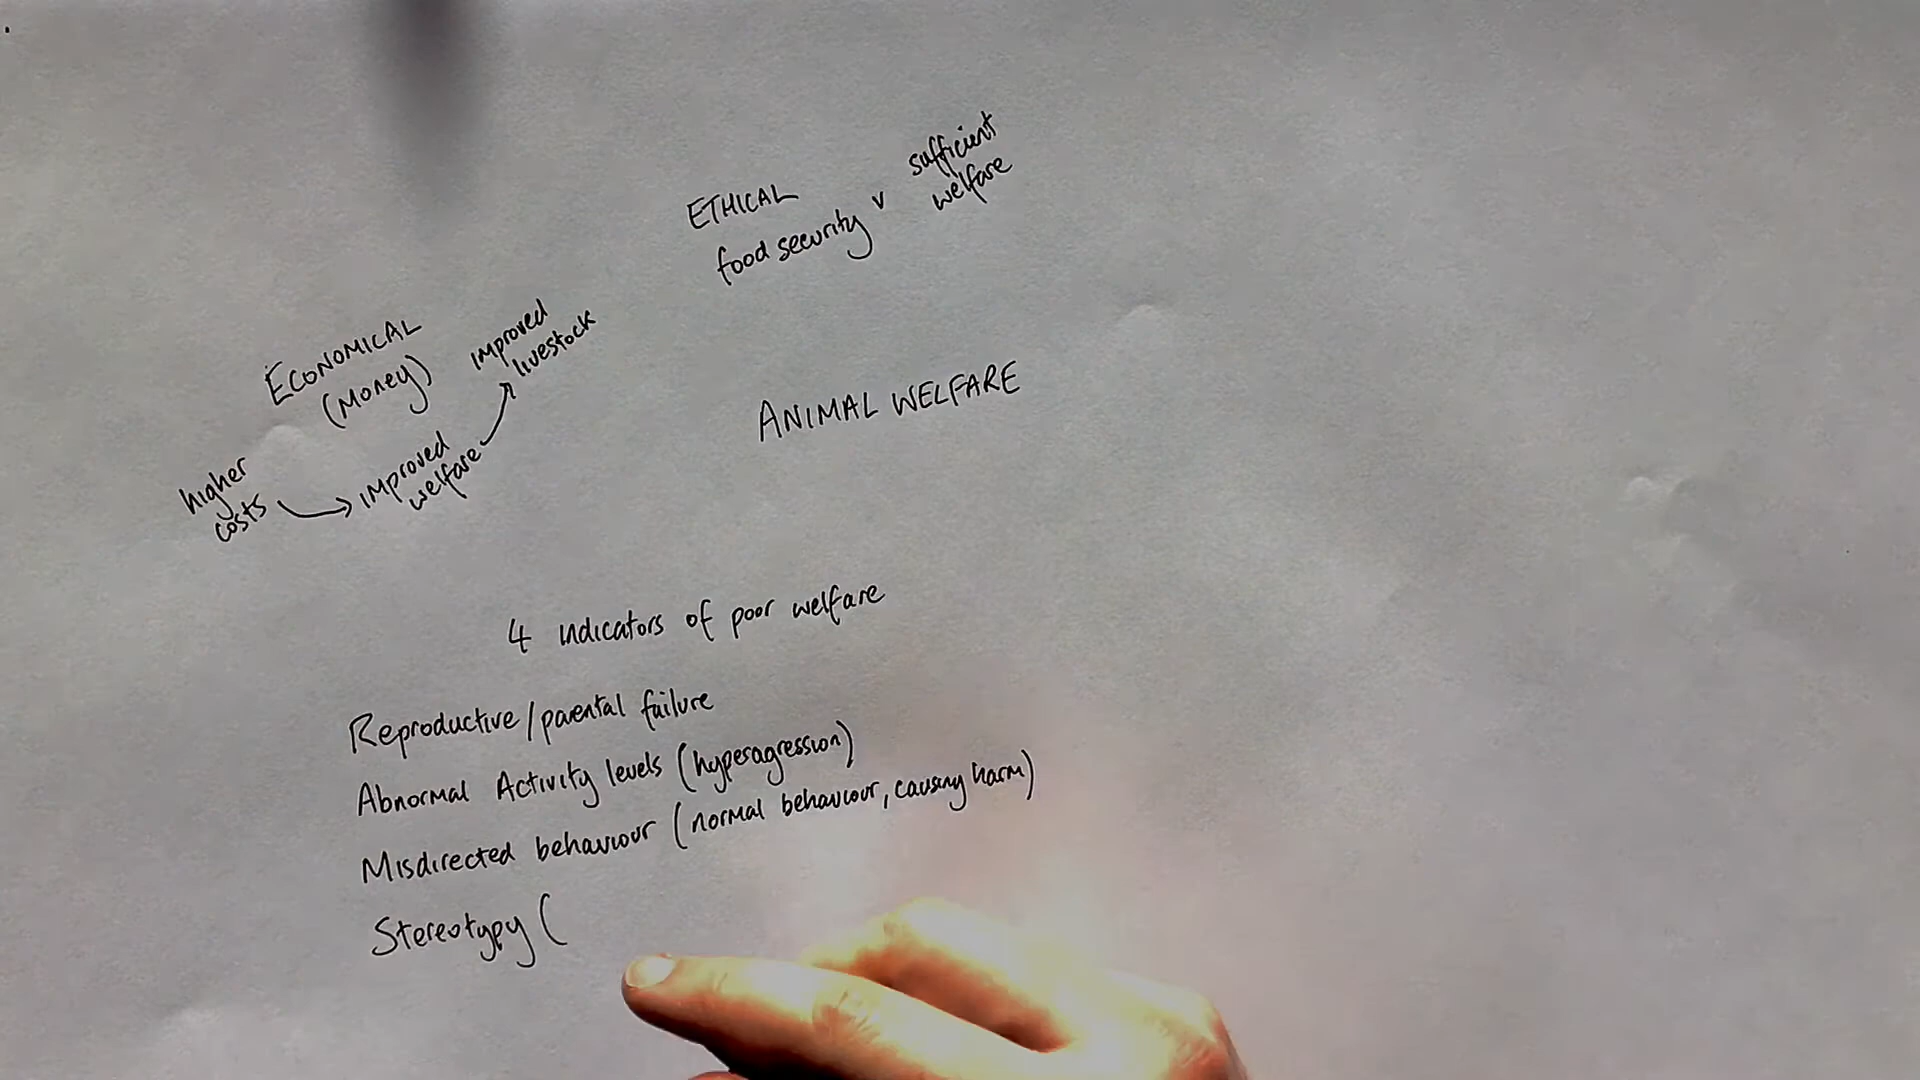 ETHICAL
food security v sufficient
welfare
ECONOMICAL
(Money)
higher
costs
improved
welfare
improved
livestock
ANIMAL WELFARE
4 indicators of poor welfare
Reproductive/parental failure
Abnormal Activity levels (hyperagression)
Misdirected behaviour (normal behaviour, causing harm)
Stereotypy (